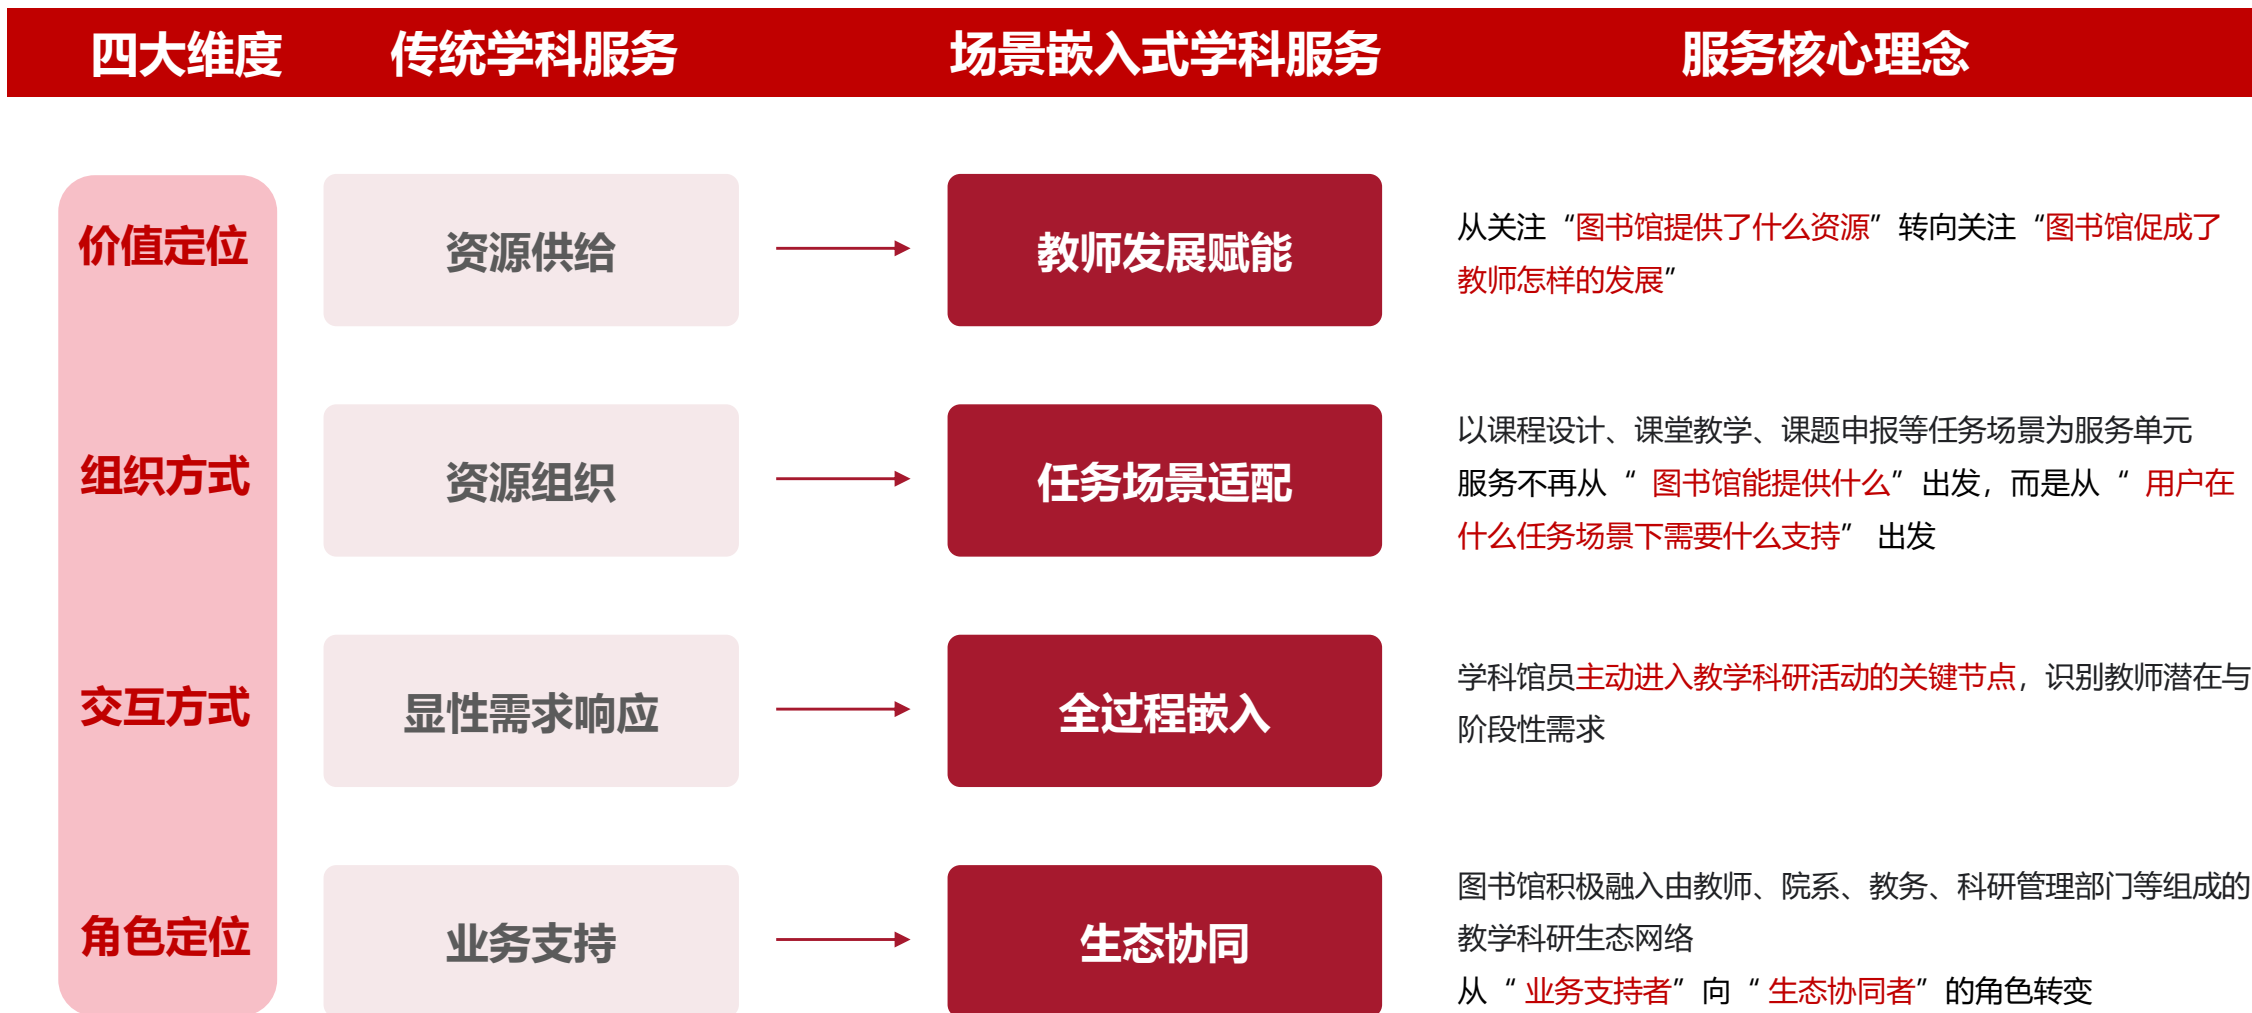 四大维度 传统学科服务 场景嵌入式学科服务 服务核心理念
价值定位 资源供给 教师发展赋能
从关注“图书馆提供了什么资源”转向关注“图书馆促成了
教师怎样的发展”
组织方式 资源组织 任务场景适配
以课程设计、课堂教学、课题申报等任务场景为服务单元
服务不再从“ 图书馆能提供什么”出发，而是从“ 用户在
什么任务场景下需要什么支持” 出发
交互方式 显性需求响应 全过程嵌入
学科馆员主动进入教学科研活动的关键节点，识别教师潜在与
阶段性需求
角色定位 业务支持 生态协同
图书馆积极融入由教师、院系、教务、科研管理部门等组成的
教学科研生态网络
从“ 业务支持者”向“ 生态协同者”的角色转变